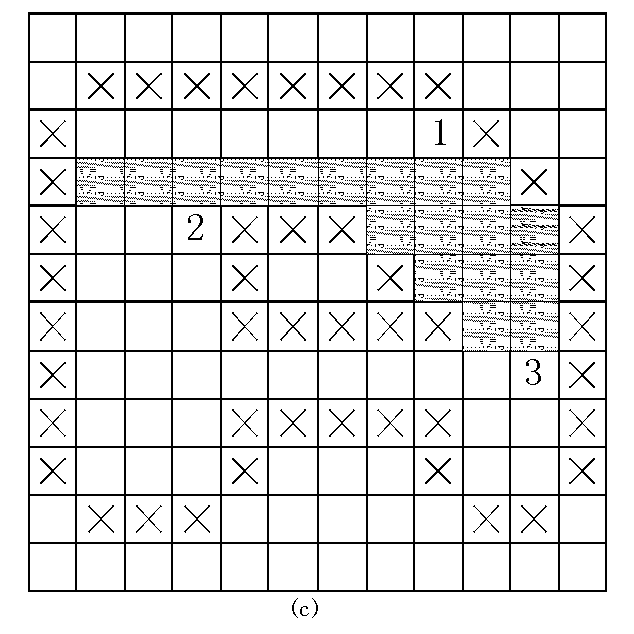 × × × × × × × ×
× 1 ×
× ×
× 2 × × × ×
× × × ×
× × × × × × ×
× 3 ×
× × × × × × ×
× × × ×
× × × × ×
(c)